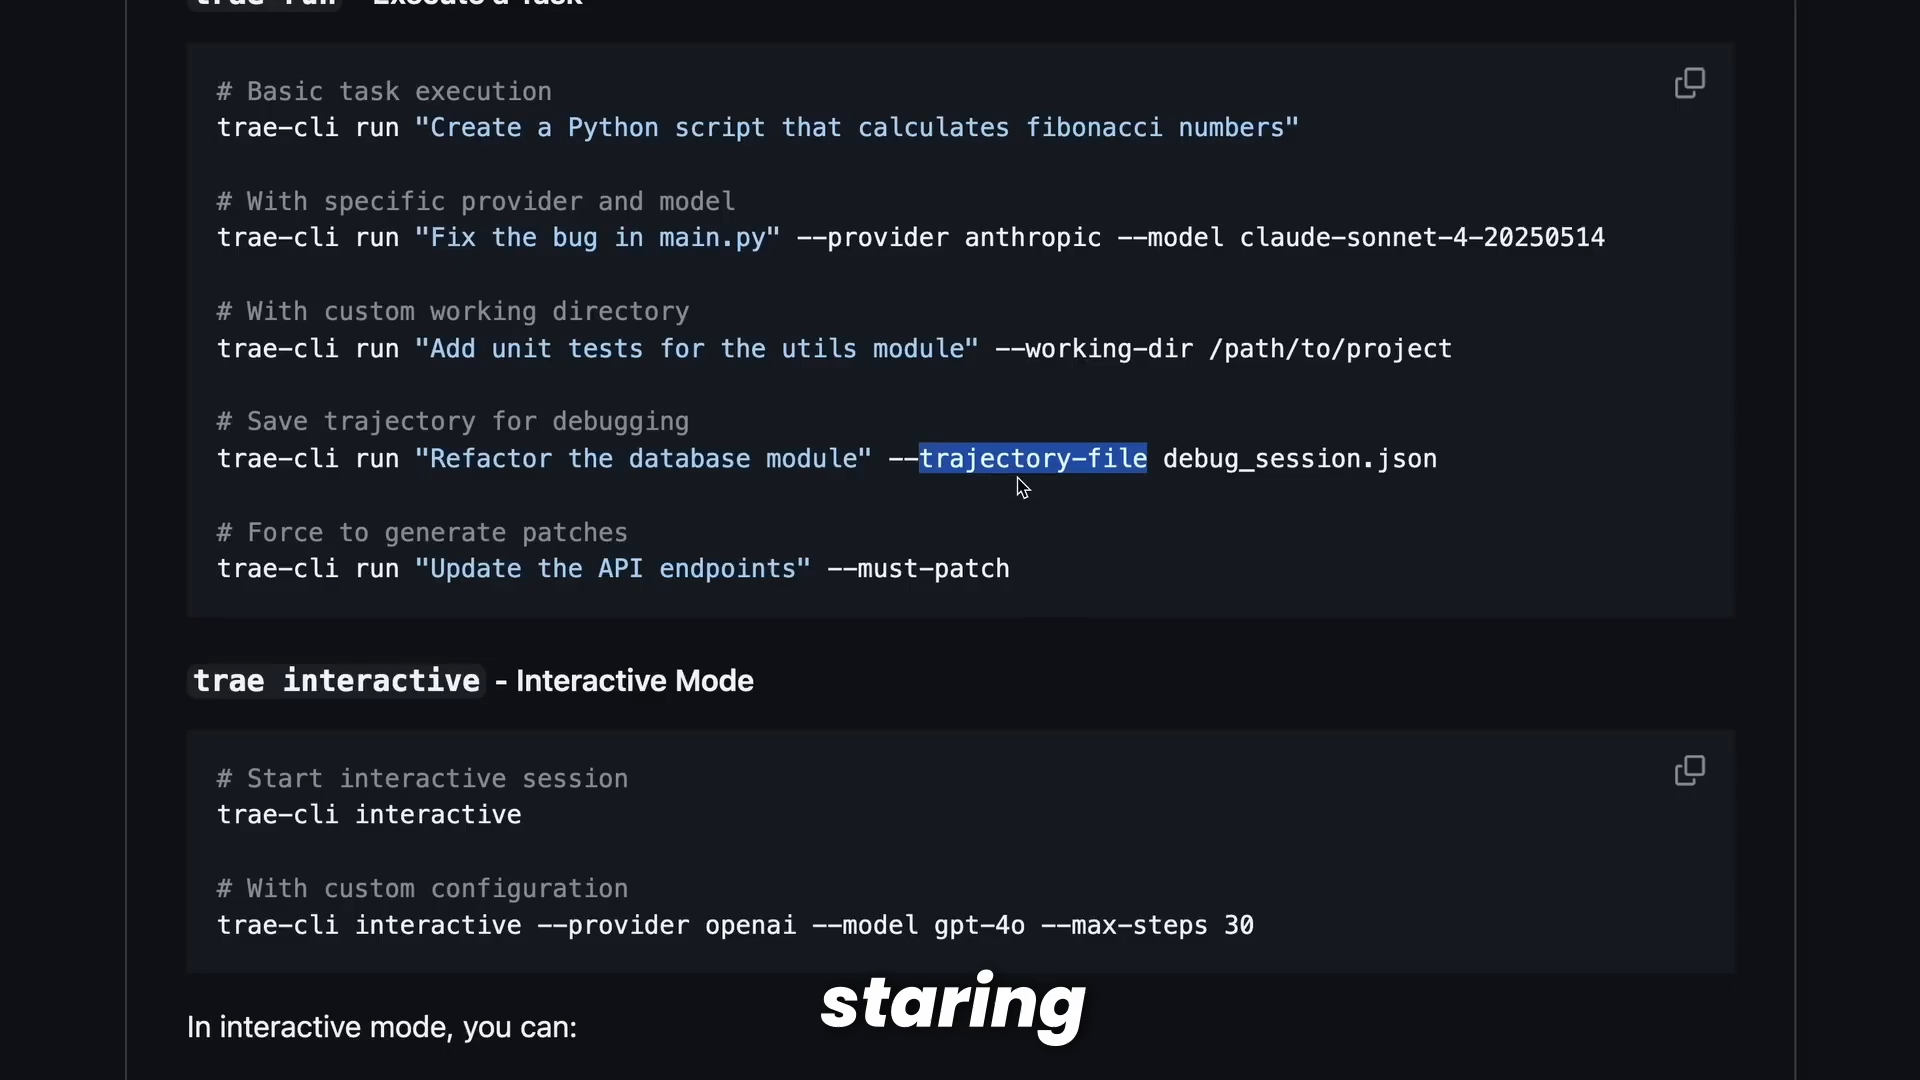 trae run - Execute a Task
# Basic task execution
trae-cli run "Create a Python script that calculates fibonacci numbers"
# With specific provider and model
trae-cli run "Fix the bug in main.py" --provider anthropic --model claude-sonnet-4-20250514
# With custom working directory
trae-cli run "Add unit tests for the utils module" --working-dir /path/to/project
# Save trajectory for debugging
trae-cli run "Refactor the database module" --trajectory-file debug_session.json
# Force to generate patches
trae-cli run "Update the API endpoints" --must-patch
trae interactive - Interactive Mode
# Start interactive session
trae-cli interactive
# With custom configuration
trae-cli interactive --provider openai --model gpt-4o --max-steps 30
staring
In interactive mode, you can: